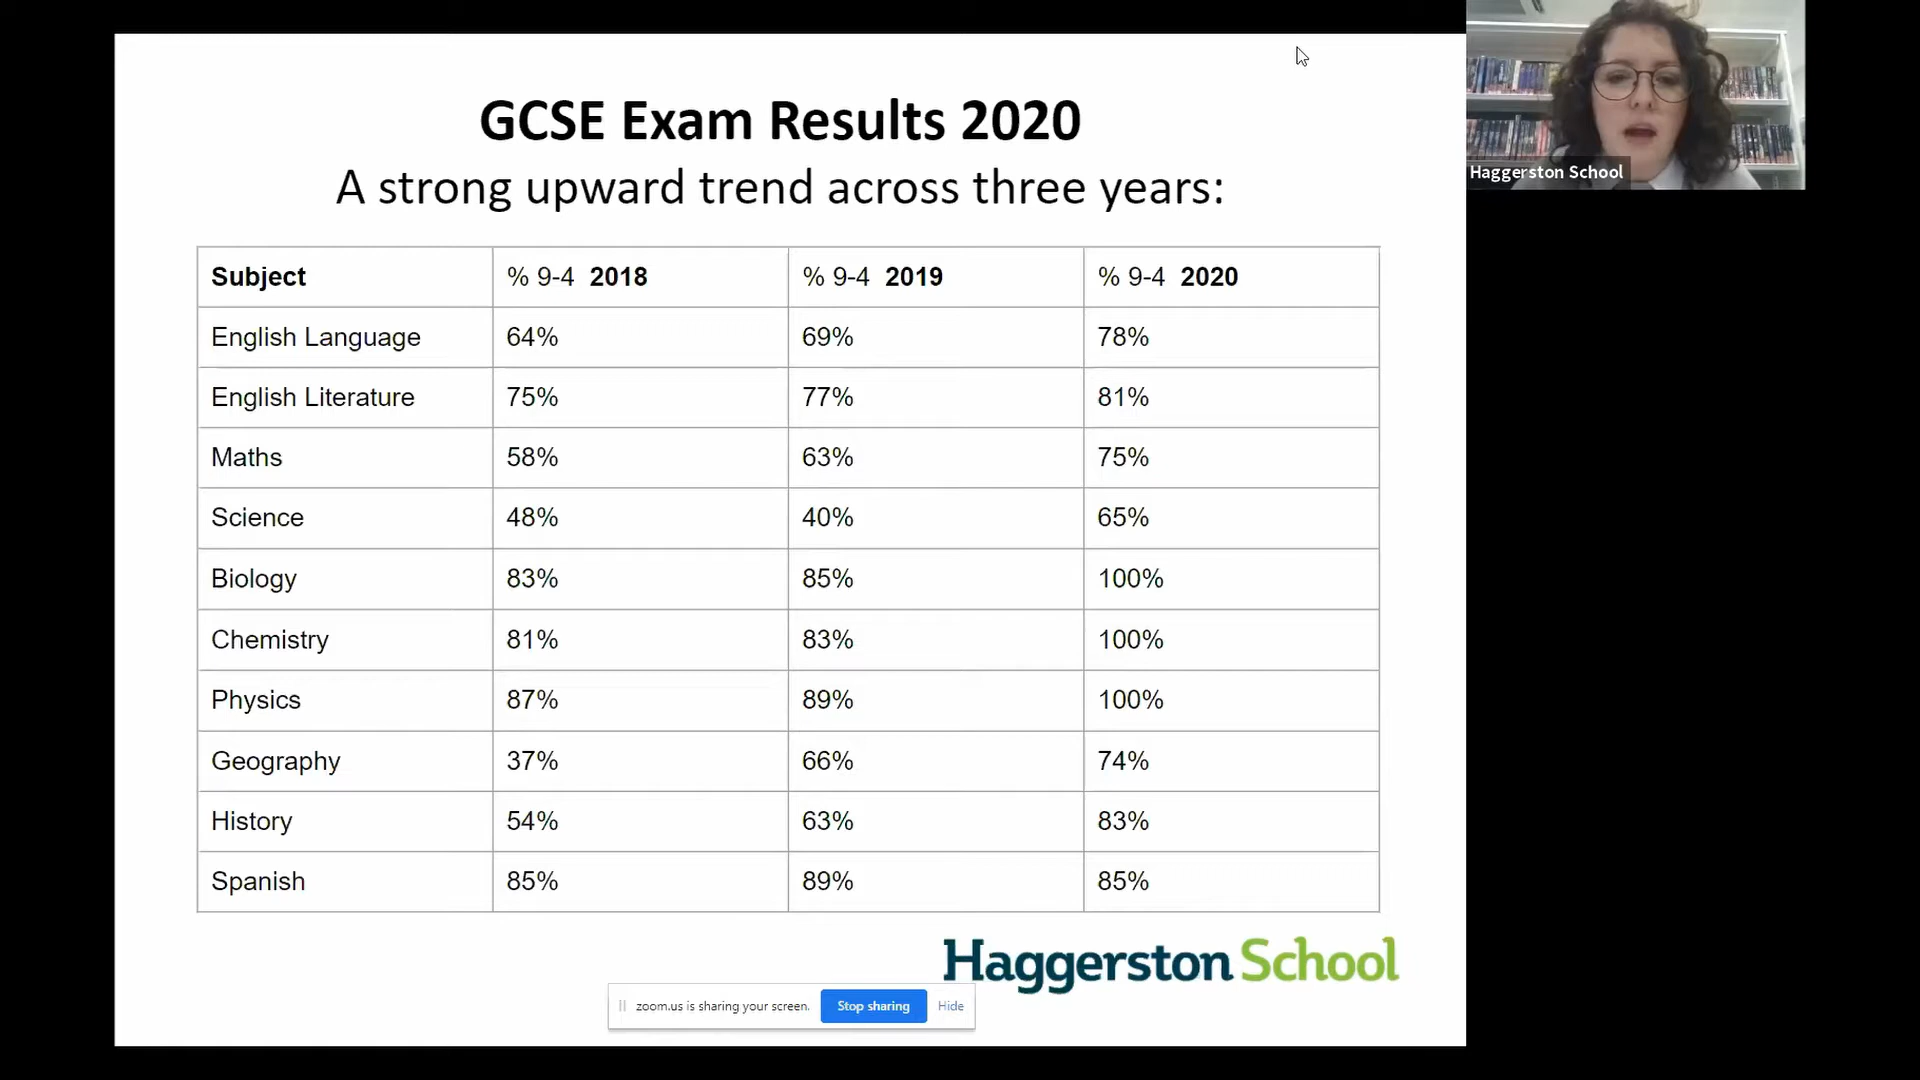 GCSE Exam Results 2020
A strong upward trend across three years:
Subject % 9-4 2018 % 9-4 2019 % 9-4 2020
English Language 64% 69% 78%
English Literature 75% 77% 81%
Maths 58% 63% 75%
Science 48% 40% 65%
Biology 83% 85% 100%
Chemistry 81% 83% 100%
Physics 87% 89% 100%
Geography 37% 66% 74%
History 54% 63% 83%
Spanish 85% 89% 85%
Haggerston School
zoom.us is sharing your screen. Stop sharing Hide
Haggerston School